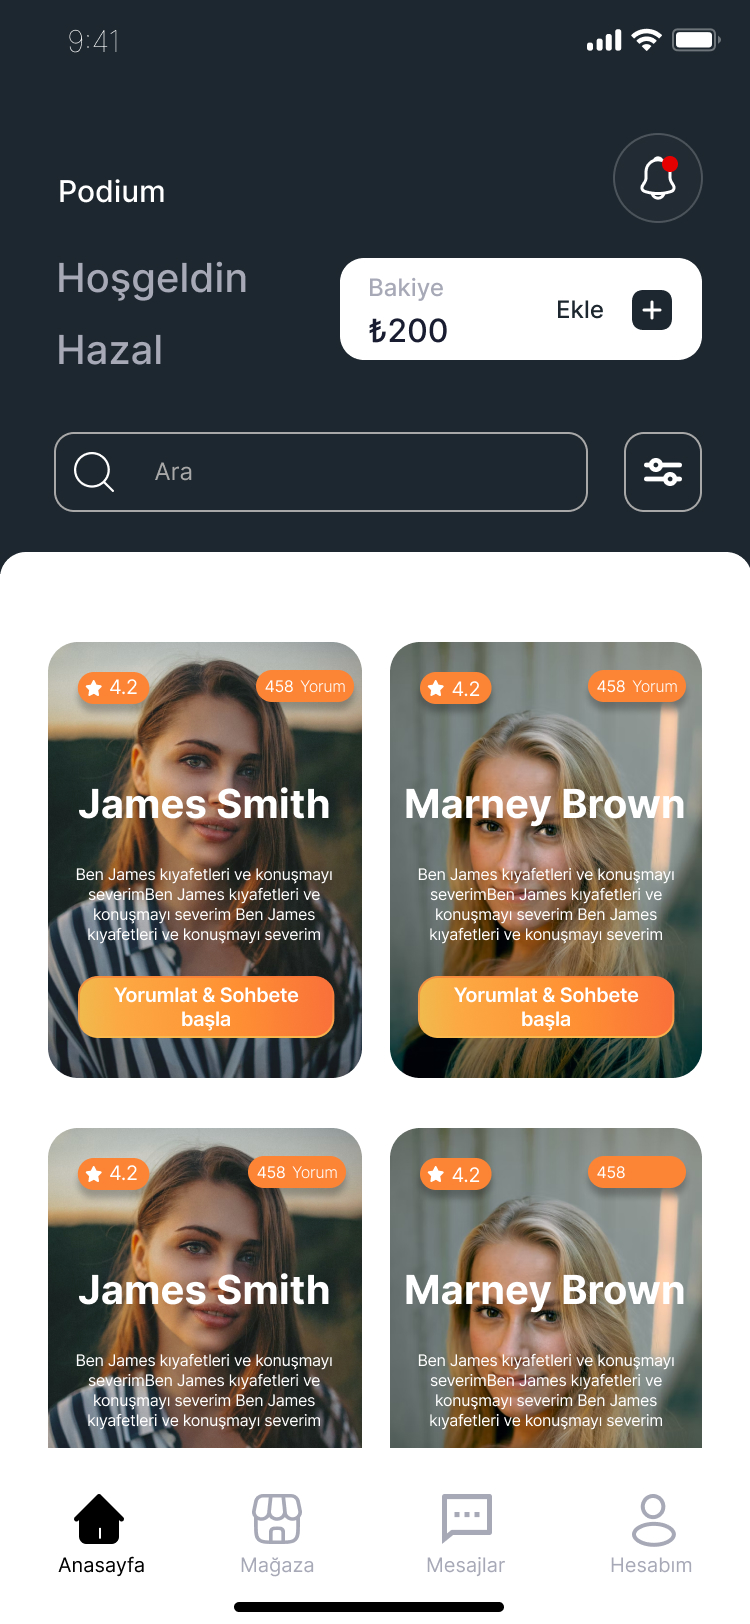 9:41
Podium
Hoşgeldin
Hazal
Bakiye
₺200
Ekle
Ara
4.2
458 Yorum
James Smith
Ben James kıyafetleri ve konuşmayı
severimBen James kıyafetleri ve
konuşmayı severim Ben James
kıyafetleri ve konuşmayı severim
Yorumlat & Sohbete
başla
4.2
458 Yorum
Marney Brown
Ben James kıyafetleri ve konuşmayı
severimBen James kıyafetleri ve
konuşmayı severim Ben James
kıyafetleri ve konuşmayı severim
Yorumlat & Sohbete
başla
4.2
458 Yorum
James Smith
Ben James kıyafetleri ve konuşmayı
severimBen James kıyafetleri ve
konuşmayı severim Ben James
kıyafetleri ve konuşmayı severim
4.2
458
Marney Brown
Ben James kıyafetleri ve konuşmayı
severimBen James kıyafetleri ve
konuşmayı severim Ben James
kıyafetleri ve konuşmayı severim
Anasayfa
Mağaza
Mesajlar
Hesabım